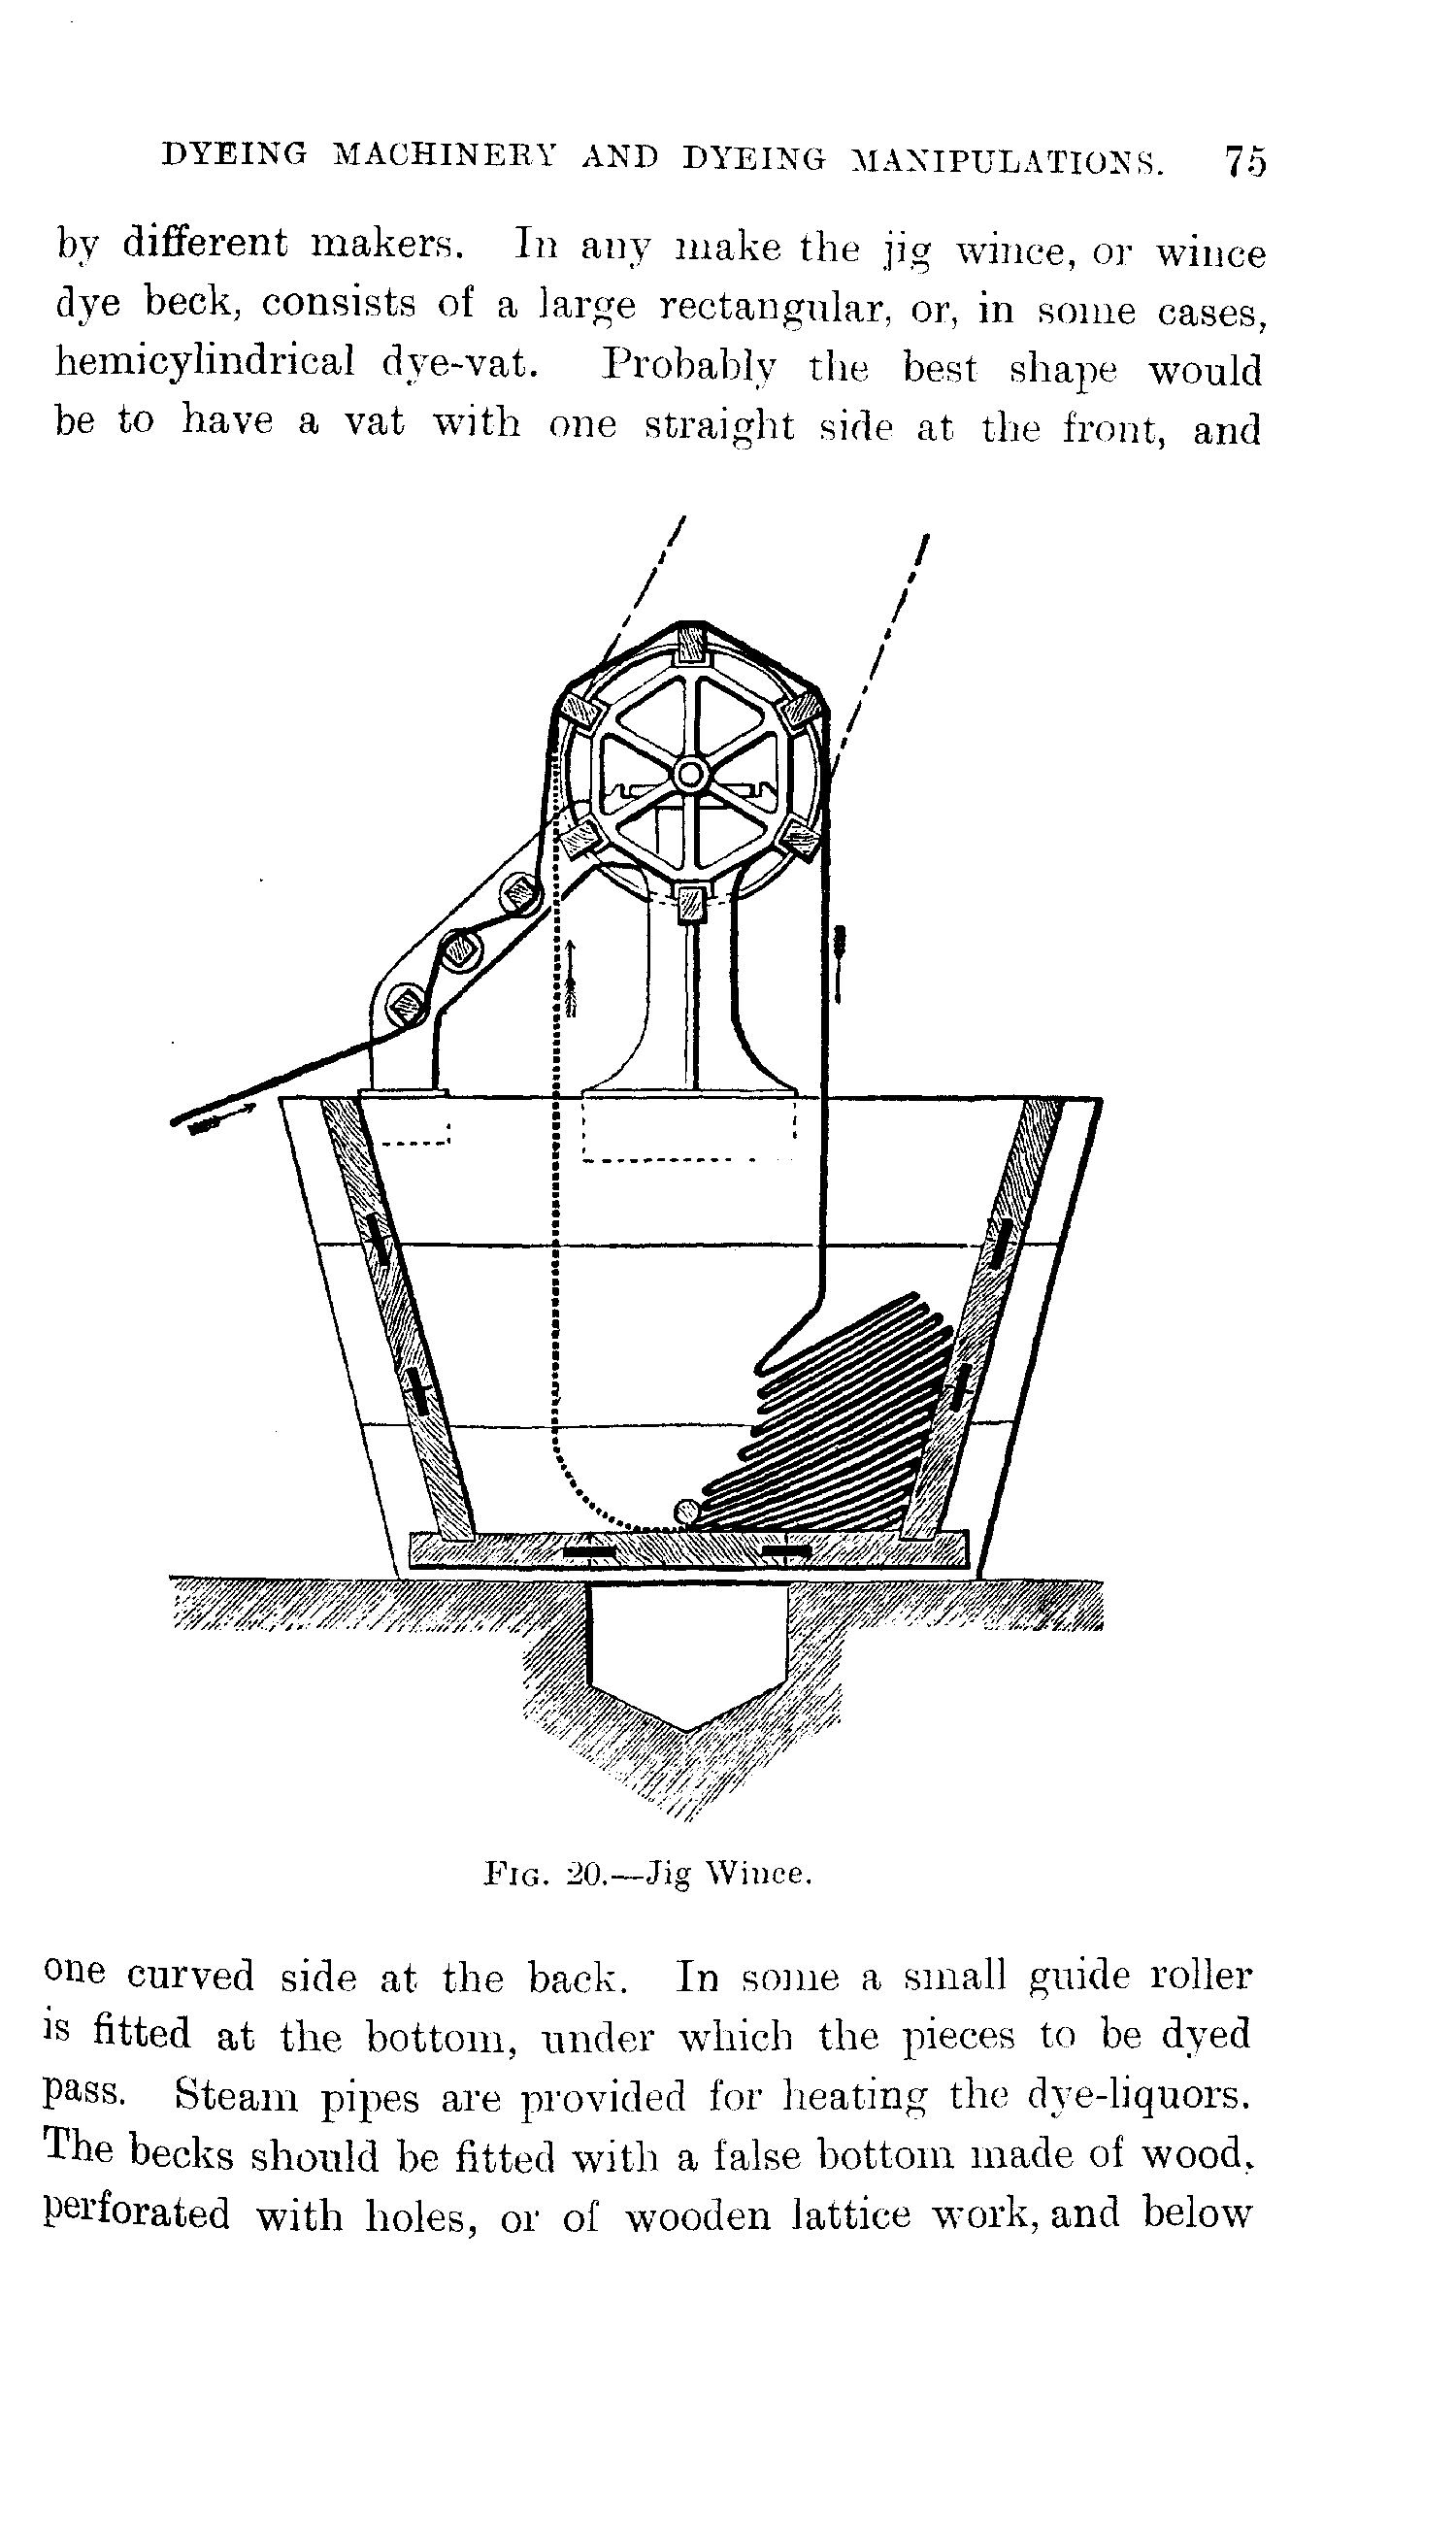 DYEING MACHINERY AND DYEING MANIPULATIONS. 75
by different makers. In any make the jig wince, or wince
dye beck, consists of a large rectangular, or, in some cases,
hemicylindrical dye-vat. Probably the best shape would
be to have a vat with one straight side at the front, and
FIG. 20.—Jig Wince.
one curved side at the back. In some a small guide roller
is fitted at the bottom, under which the pieces to be dyed
pass. Steam pipes are provided for heating the dye-liquors.
The becks should be fitted with a false bottom made of wood,
perforated with holes, or of wooden lattice work, and below